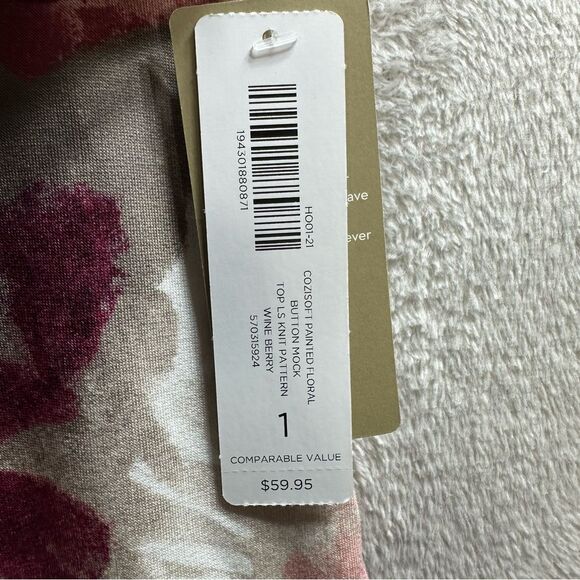 194301880871
HO01-21
COZISOFT PAINTED FLORAL
BUTTON MOCK
TOP LS KNIT PATTERN
WINE BERRY
570315924
1
COMPARABLE VALUE
$59.95
ave
ever